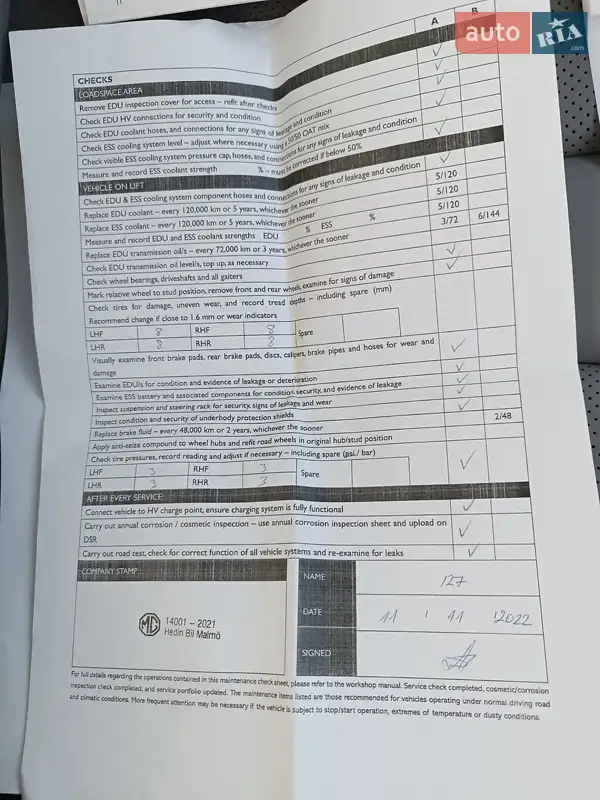 auto RIA .com
A B
CHECKS
LOADSPACE AREA
Remove EDU inspection cover for access – refit after checks
Check EDU HV connections for security and condition
Check EDU coolant hoses, and connections for any signs of leakage and condition
Check ESS cooling system level – adjust where necessary using a 50/50 OAT mix
Check visible ESS cooling system pressure cap, hoses, and connections for any signs of leakage and condition
Measure and record ESS coolant strength % – must be corrected if below 50%
VEHICLE ON LIFT
Check EDU & ESS cooling system component hoses and connections for any signs of leakage and condition
Replace EDU coolant – every 120,000 km or 5 years, whichever the sooner 5/120
Replace ESS coolant – every 120,000 km or 5 years, whichever the sooner 5/120
Measure and record EDU and ESS coolant strengths EDU % ESS % 5/120
Replace EDU transmission oil/s – every 72,000 km or 3 years, whichever the sooner 3/72 6/144
Check EDU transmission oil level/s, top up, as necessary
Check wheel bearings, driveshafts and all gaiters
Mark relative wheel to stud position, remove front and rear wheels, examine for signs of damage
Check tires for damage, uneven wear, and record tread depths – including spare (mm)
Recommend change if close to 1.6 mm or wear indicators
LHF 8 RHF 8 Spare
LHR 8 RHR 8
Visually examine front brake pads, rear brake pads, discs, calipers, brake pipes and hoses for wear and
damage
Examine EDU/s for condition and evidence of leakage or deterioration
Examine ESS battery and associated components for condition, security, and evidence of leakage
Inspect suspension and steering rack for security, signs of leakage and wear
Inspect condition and security of underbody protection shields
Replace brake fluid – every 48,000 km or 2 years, whichever the sooner 2/48
Apply anti-seize compound to wheel hubs and refit road wheels in original hub/stud position
Check tire pressures, record reading and adjust if necessary – including spare (psi./ bar)
LHF 3 RHF 3 Spare
LHR 3 RHR 3
AFTER EVERY SERVICE
Connect vehicle to HV charge point, ensure charging system is fully functional
Carry out annual corrosion / cosmetic inspection – use annual corrosion inspection sheet and upload on
DSR
Carry out road test, check for correct function of all vehicle systems and re-examine for leaks
COMPANY STAMP
NAME 127
MG 14001 – 2021
Hedin Bil Malmö
DATE 11 11 2022
SIGNED
For full details regarding the operations contained in this maintenance check sheet, please refer to the workshop manual. Service check completed, cosmetic/corrosion
inspection check completed, and service portfolio updated. The maintenance items listed are those recommended for vehicles operating under normal driving road
and climatic conditions. More frequent attention may be necessary if the vehicle is subject to stop/start operation, extremes of temperature or dusty conditions.